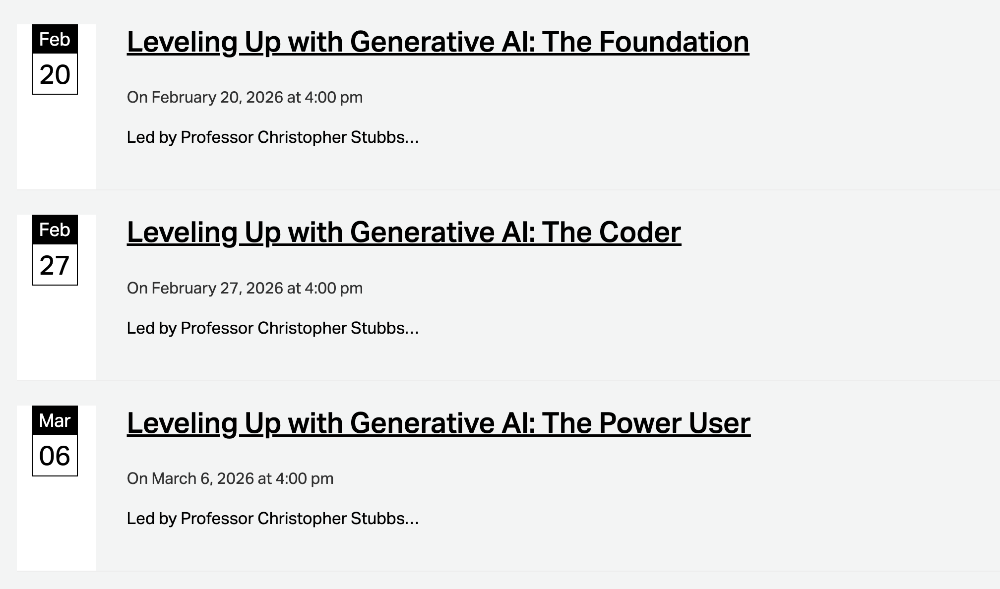 Feb
20
Leveling Up with Generative AI: The Foundation
On February 20, 2026 at 4:00 pm
Led by Professor Christopher Stubbs...
Feb
27
Leveling Up with Generative AI: The Coder
On February 27, 2026 at 4:00 pm
Led by Professor Christopher Stubbs...
Mar
06
Leveling Up with Generative AI: The Power User
On March 6, 2026 at 4:00 pm
Led by Professor Christopher Stubbs...